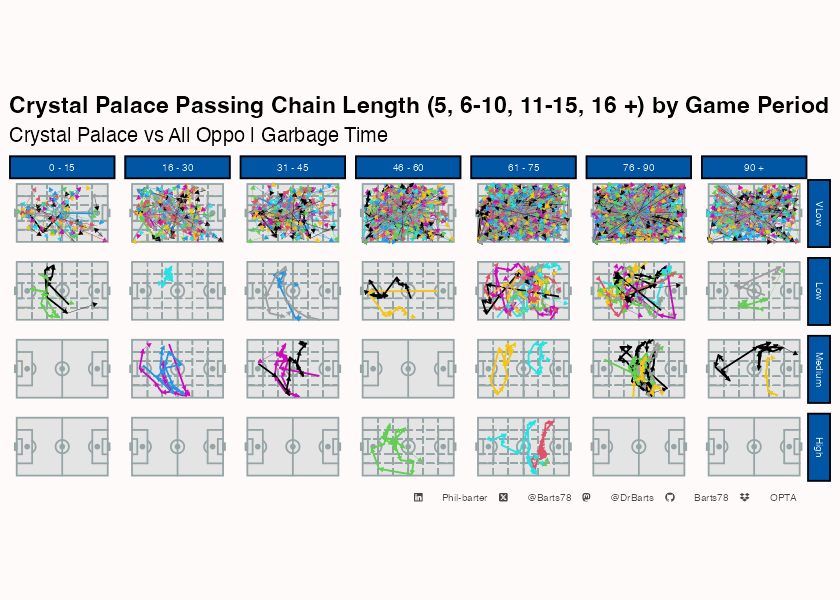 Crystal Palace Passing Chain Length (5, 6-10, 11-15, 16 +) by Game Period
Crystal Palace vs All Oppo I Garbage Time
0 - 15 16 - 30 31 - 45 46 - 60 61 - 75 76 - 90 90 +
VLow
Low
Medium
High
Phil-barter @Barts78 @DrBarts Barts78 OPTA